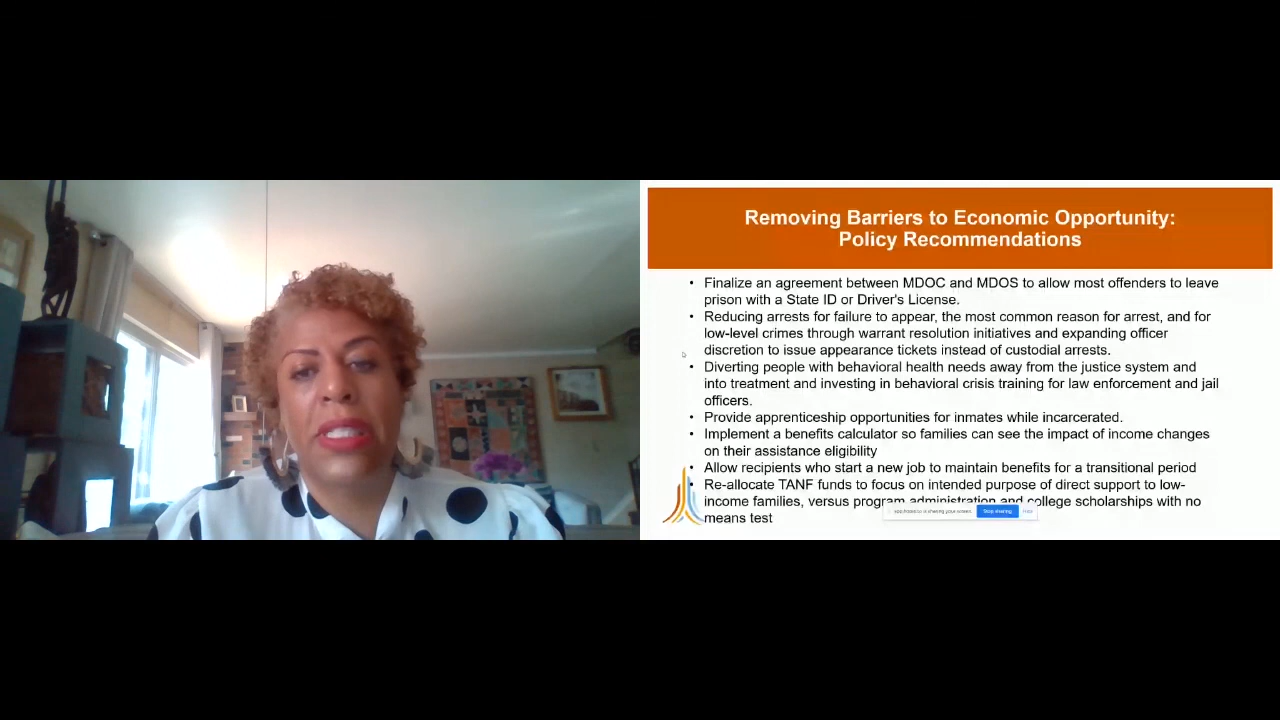 Removing Barriers to Economic Opportunity:
Policy Recommendations
• Finalize an agreement between MDOC and MDOS to allow most offenders to leave
prison with a State ID or Driver's License.
• Reducing arrests for failure to appear, the most common reason for arrest, and for
low-level crimes through warrant resolution initiatives and expanding officer
discretion to issue appearance tickets instead of custodial arrests.
• Diverting people with behavioral health needs away from the justice system and
into treatment and investing in behavioral crisis training for law enforcement and jail
officers.
• Provide apprenticeship opportunities for inmates while incarcerated.
• Implement a benefits calculator so families can see the impact of income changes
on their assistance eligibility
• Allow recipients who start a new job to maintain benefits for a transitional period
• Re-allocate TANF funds to focus on intended purpose of direct support to low-
income families, versus program administration and college scholarships with no
means test
is sharing your screen.
Stop sharing
Hide